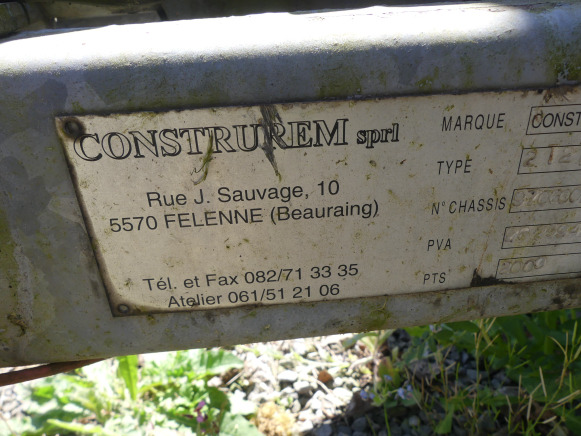 CONSTRUREM sprl
Rue J. Sauvage, 10
5570 FELENNE (Beauraing)
Tél. et Fax 082/71 33 35
Atelier 061/51 21 06
MARQUE CONST
TYPE
N° CHASSIS
PVA
PTS